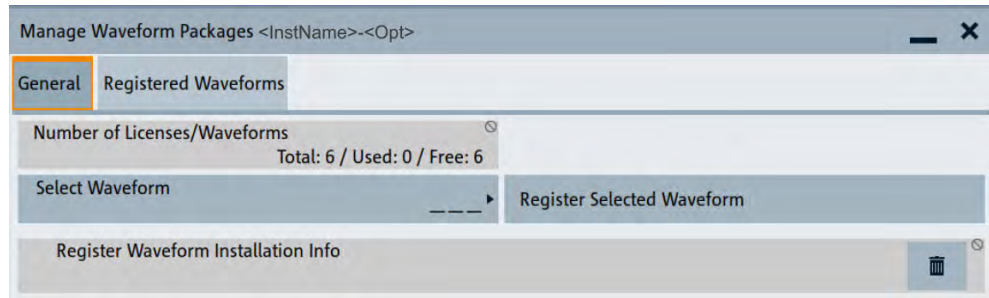 Manage Waveform Packages <InstName>-<Opt>
General Registered Waveforms
Number of Licenses/Waveforms
Total: 6 / Used: 0 / Free: 6
Select Waveform
___
Register Selected Waveform
Register Waveform Installation Info